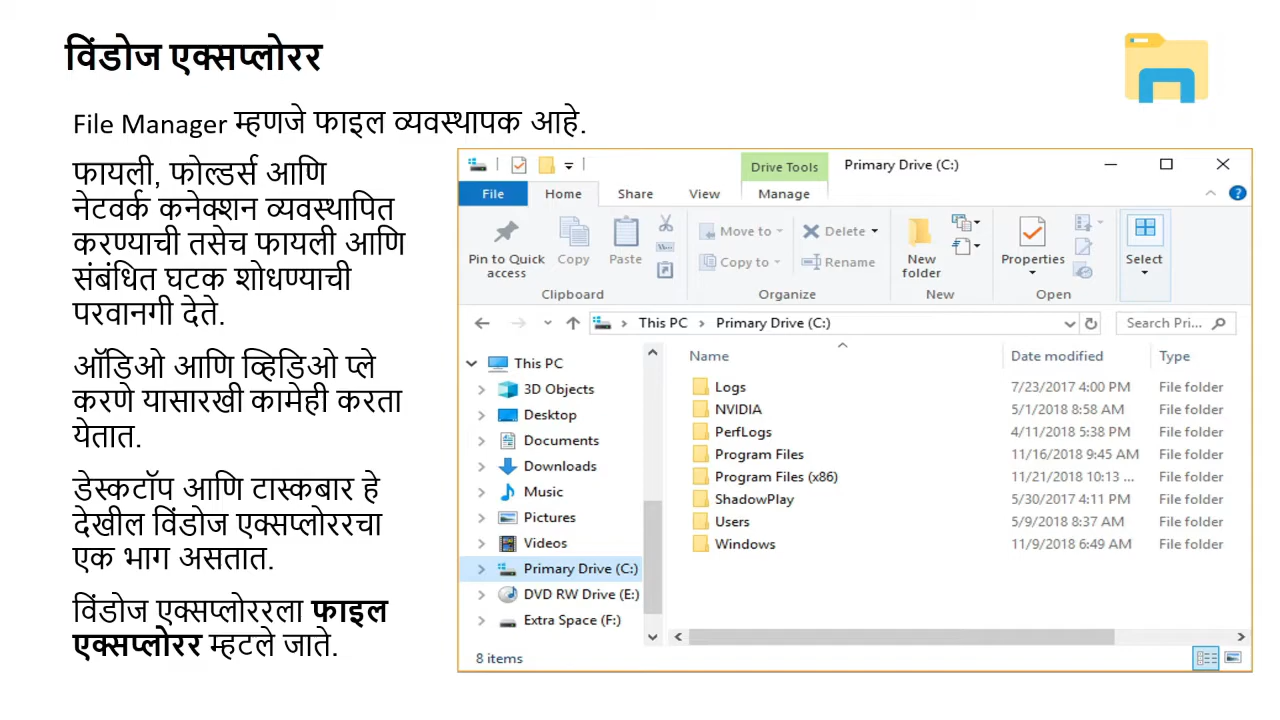 विंडोज एक्सप्लोरर
File Manager म्हणजे फाइल व्यवस्थापक आहे.
फायली, फोल्डर्स आणि
नेटवर्क कनेक्शन व्यवस्थापित
करण्याची तसेच फायली आणि
संबंधित घटक शोधण्याची
परवानगी देते.
ऑडिओ आणि व्हिडिओ प्ले
करणे यासारखी कामेही करता
येतात.
डेस्कटॉप आणि टास्कबार हे
देखील विंडोज एक्सप्लोररचा
एक भाग असतात.
विंडोज एक्सप्लोररला फाइल
एक्सप्लोरर म्हटले जाते.
Drive Tools Primary Drive (C:)
File Home Share View Manage
Pin to Quick access Copy Paste
Clipboard
Move to Copy to Delete Rename
Organize
New folder
New
Properties
Open
Select
This PC Primary Drive (C:) Search Pri...
This PC
3D Objects
Desktop
Documents
Downloads
Music
Pictures
Videos
Primary Drive (C:)
DVD RW Drive (E:)
Extra Space (F:)
Name Date modified Type
Logs 7/23/2017 4:00 PM File folder
NVIDIA 5/1/2018 8:58 AM File folder
PerfLogs 4/11/2018 5:38 PM File folder
Program Files 11/16/2018 9:45 AM File folder
Program Files (x86) 11/21/2018 10:13 ... File folder
ShadowPlay 5/30/2017 4:11 PM File folder
Users 5/9/2018 8:37 AM File folder
Windows 11/9/2018 6:49 AM File folder
8 items